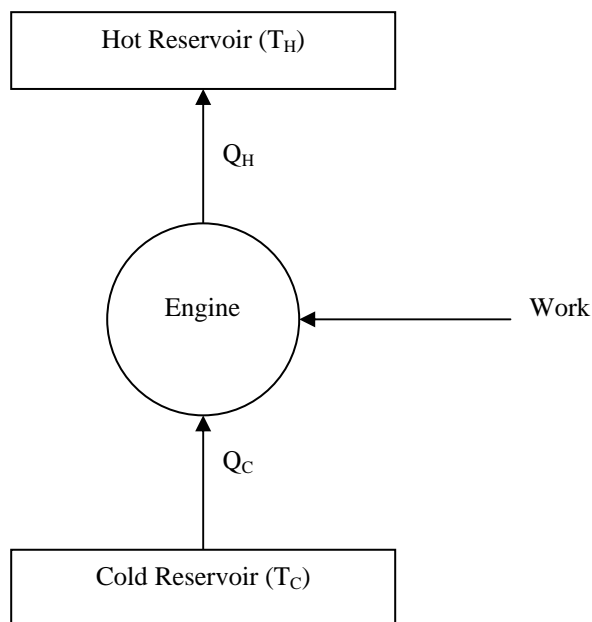 Hot Reservoir (T_H)
Q_H
Engine
Work
Q_C
Cold Reservoir (T_C)